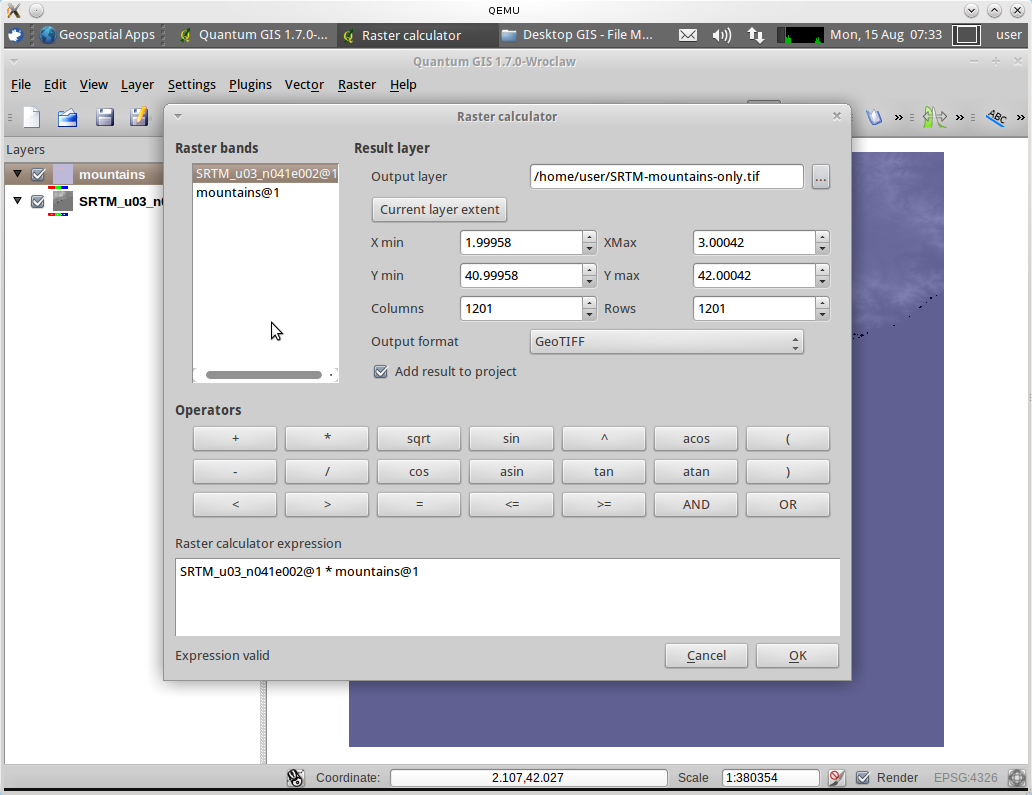 QEMU
Geospatial Apps
Quantum GIS 1.7.0-...
Raster calculator
Desktop GIS - File M...
Mon, 15 Aug 07:33
user
Quantum GIS 1.7.0-Wroclaw
File Edit View Layer Settings Plugins Vector Raster Help
ABC
Layers
mountains
SRTM_u03_n0
Raster calculator
Raster bands
SRTM_u03_n041e002@1
mountains@1
Result layer
Output layer /home/user/SRTM-mountains-only.tif ...
Current layer extent
X min 1.99958 XMax 3.00042
Y min 40.99958 Y max 42.00042
Columns 1201 Rows 1201
Output format GeoTIFF
Add result to project
Operators
+ * sqrt sin ^ acos (
- / cos asin tan atan )
< > = <= >= AND OR
Raster calculator expression
SRTM_u03_n041e002@1 * mountains@1
Expression valid
Cancel OK
Coordinate: 2.107,42.027 Scale 1:380354 Render EPSG:4326